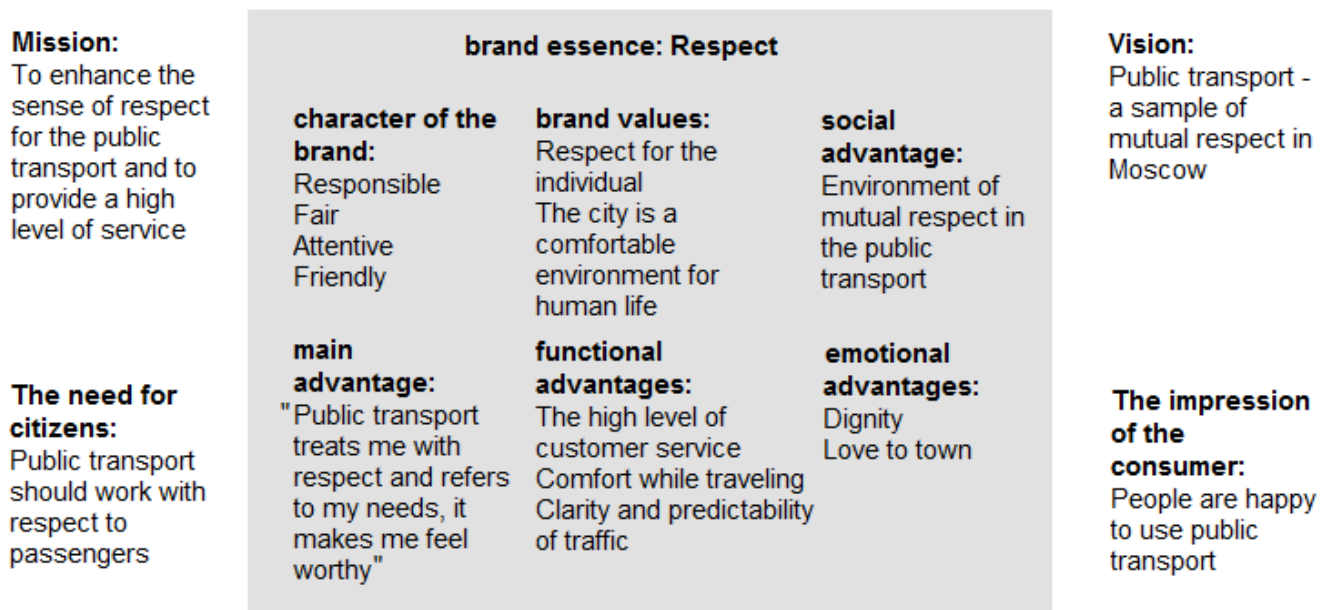 Mission:
To enhance the
sense of respect
for the public
transport and to
provide a high
level of service
The need for
citizens:
Public transport
should work with
respect to
passengers
brand essence: Respect
character of the
brand:
Responsible
Fair
Attentive
Friendly
brand values:
Respect for the
individual
The city is a
comfortable
environment for
human life
social
advantage:
Environment of
mutual respect in
the public
transport
main
advantage:
"Public transport
treats me with
respect and refers
to my needs, it
makes me feel
worthy"
functional
advantages:
The high level of
customer service
Comfort while traveling
Clarity and predictability
of traffic
emotional
advantages:
Dignity
Love to town
Vision:
Public transport -
a sample of
mutual respect in
Moscow
The impression
of the
consumer:
People are happy
to use public
transport